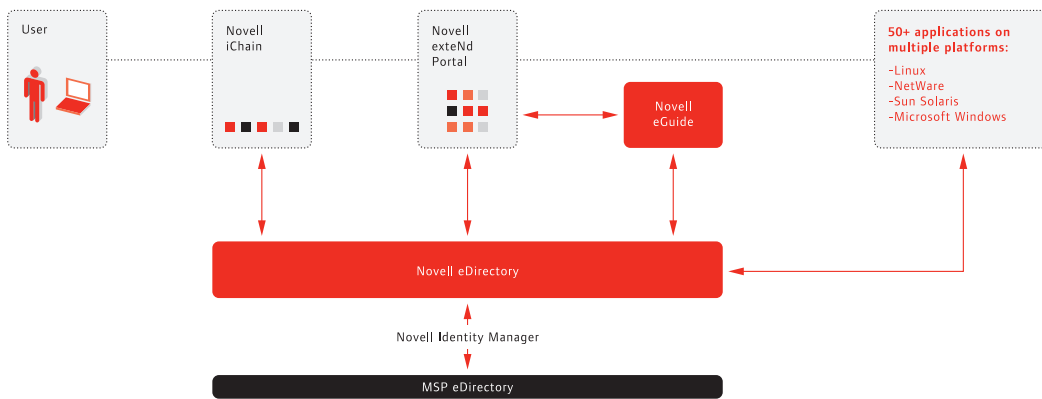 User
Novell
iChain
Novell
exteNd
Portal
Novell
eGuide
50+ applications on
multiple platforms:
-Linux
-NetWare
-Sun Solaris
-Microsoft Windows
Novell eDirectory
Novell Identity Manager
MSP eDirectory